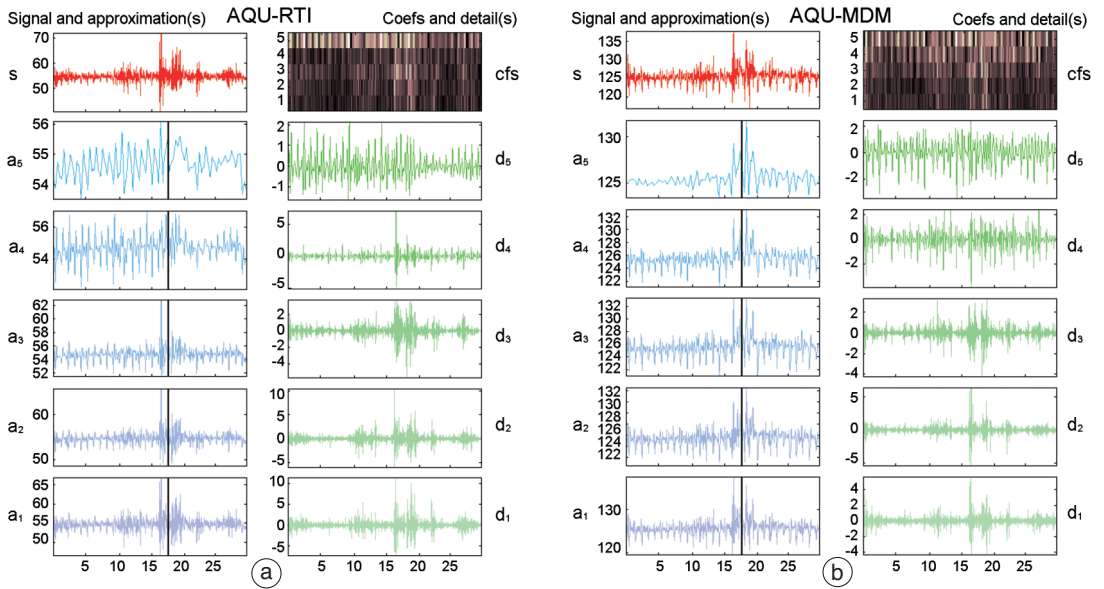 Signal and approximation(s) AQU-RTI Coefs and detail(s)
s 70 60 50
5 4 3 2 1 cfs
a5 56 55 54
2 1 0 -1 d5
a4 56 54
5 0 -5 d4
a3 62 60 58 56 54 52
2 0 -2 -4 d3
a2 60 50
10 5 0 -5 d2
a1 65 60 55 50
10 5 0 -5 d1
5 10 15 20 25
5 10 15 20 25
a
Signal and approximation(s) AQU-MDM Coefs and detail(s)
s 135 130 125 120
5 4 3 2 1 cfs
a5 130 125
2 0 -2 d5
a4 132 130 128 126 124 122
2 0 -2 d4
a3 132 130 128 126 124 122
2 0 -2 -4 d3
a2 132 130 128 126 124 122
5 0 -5 d2
a1 130 120
4 2 0 -2 -4 d1
5 10 15 20 25
5 10 15 20 25
b